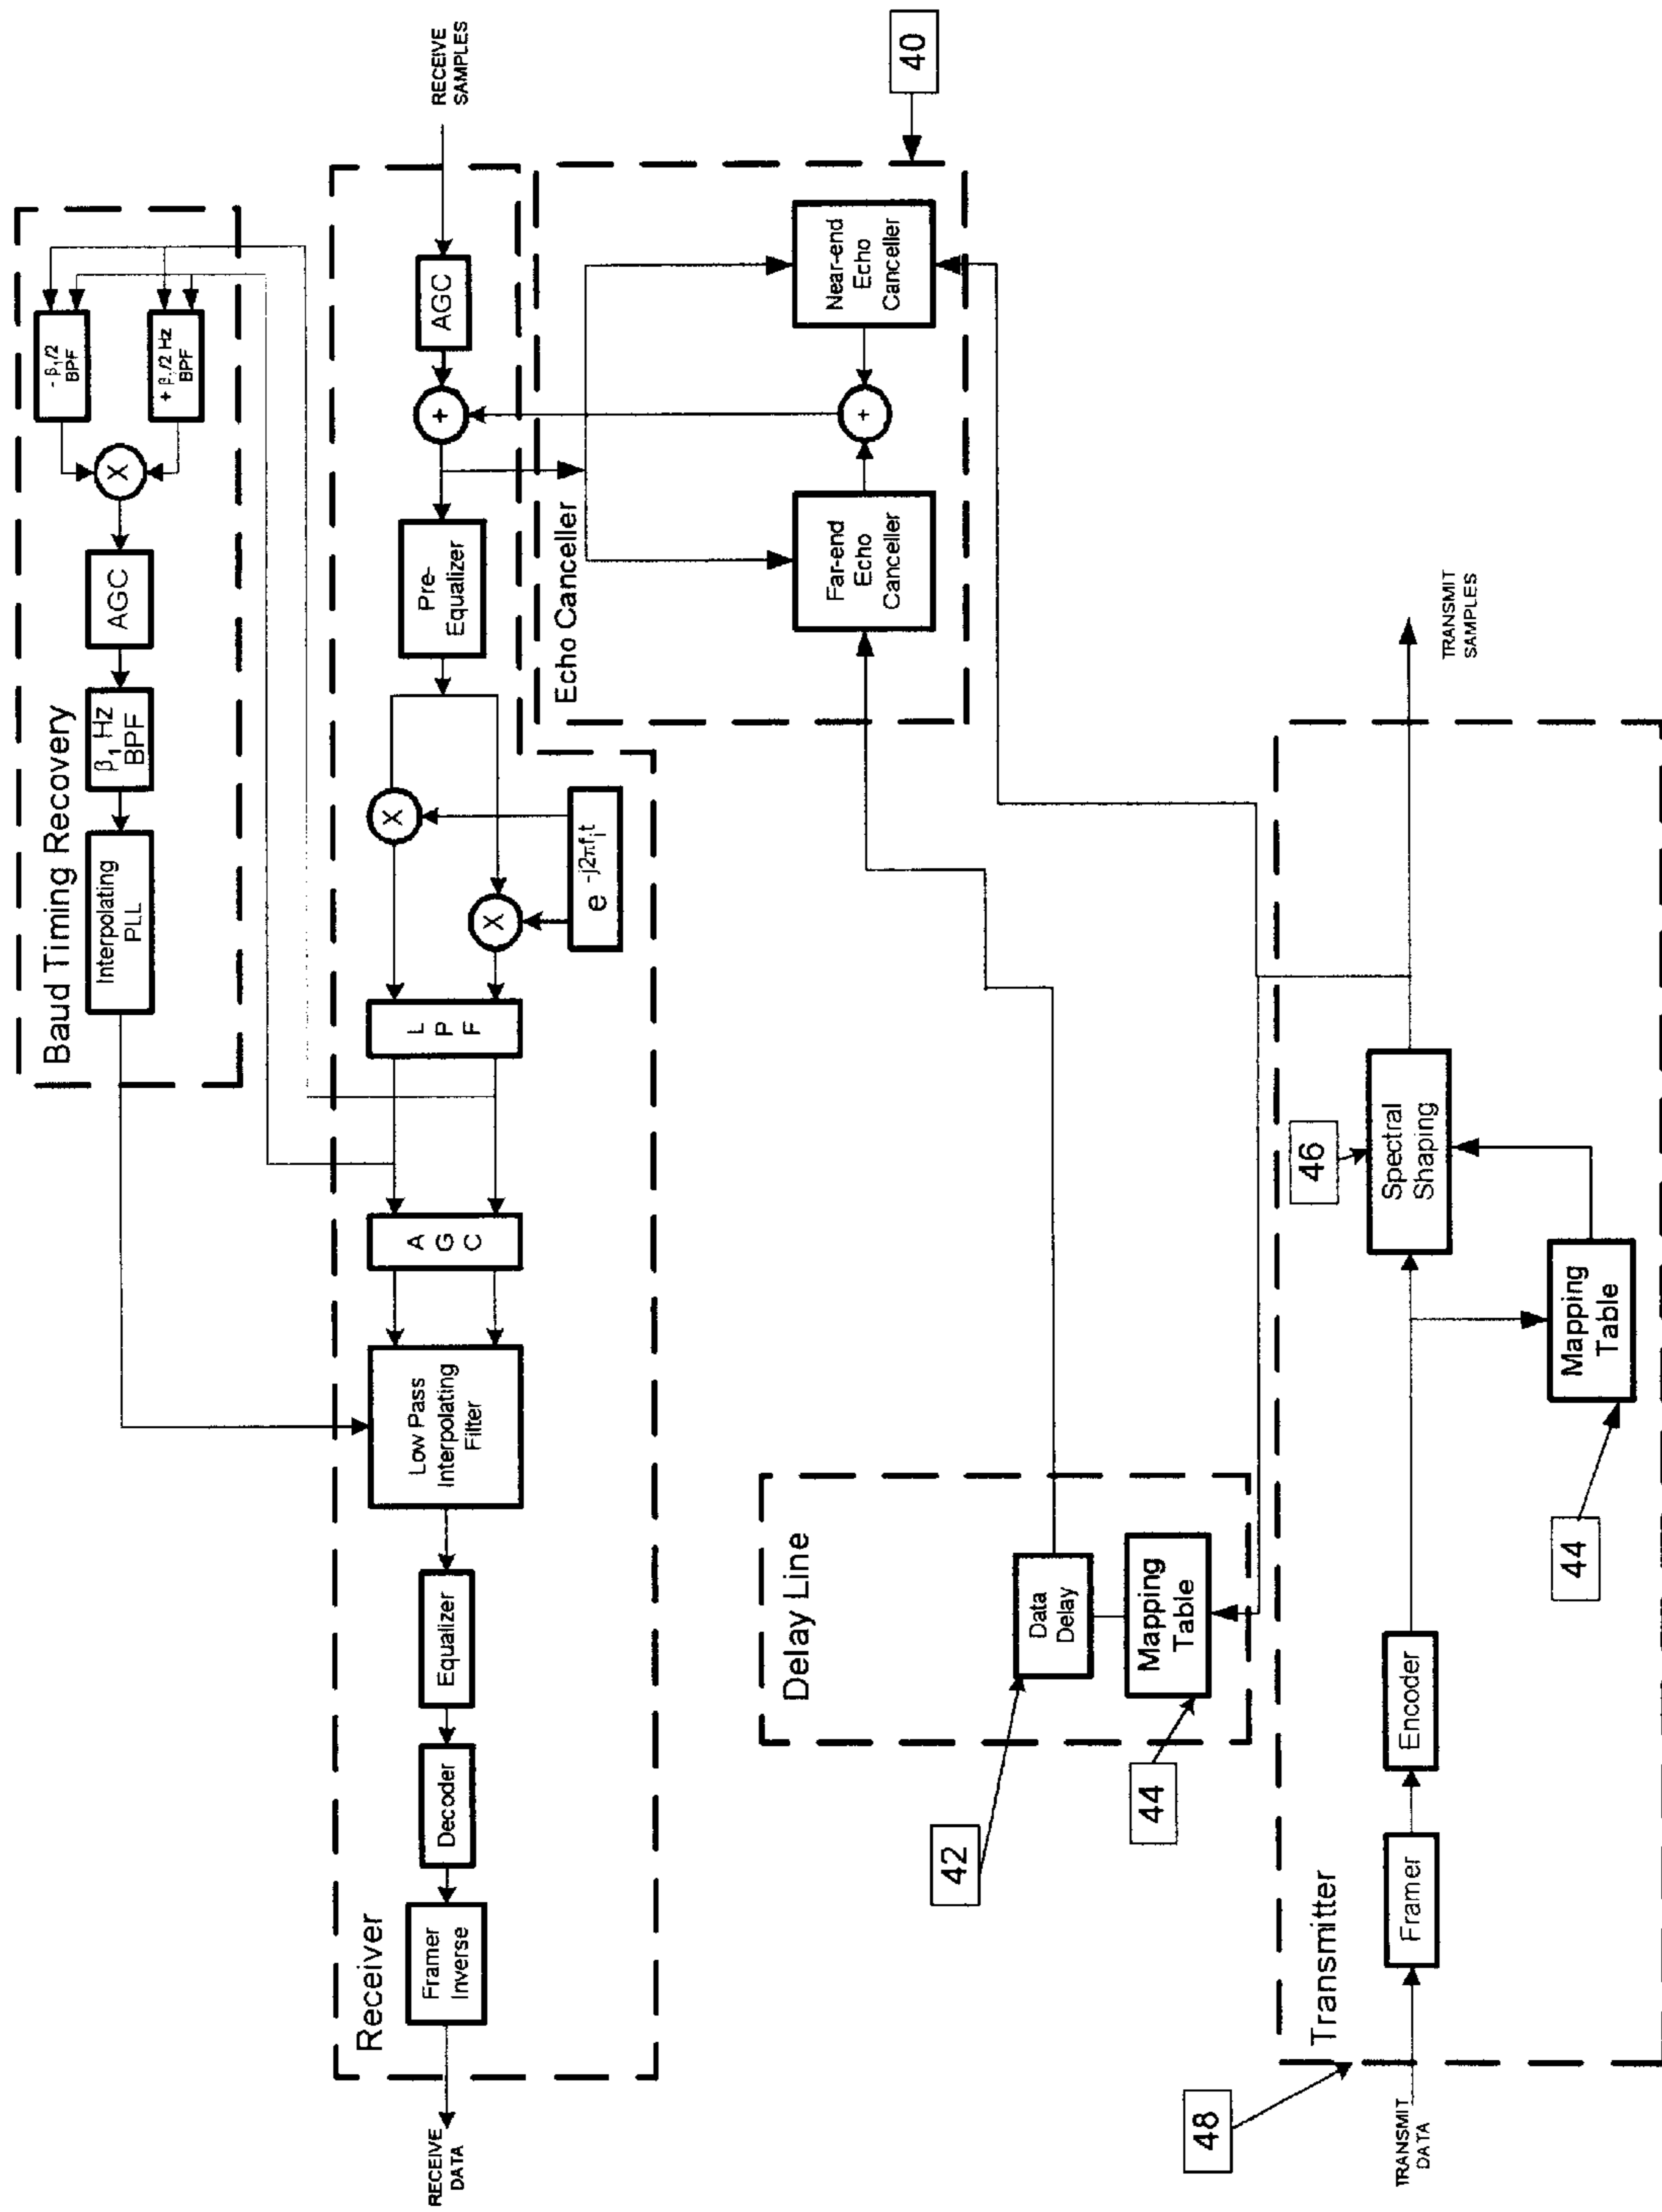 Baud Timing Recovery
Interpolating
PLL
β1 Hz
BPF
AGC
X
- β1/2
BPF
+ β1/2 Hz
BPF
Receiver
RECEIVE
DATA
Framer
Inverse
Decoder
Equalizer
Low Pass
Interpolating
Filter
A
G
C
L
P
F
X
X
e -j2πfit
Pre-
Equalizer
+
AGC
RECEIVE
SAMPLES
Echo Canceller
Far-end
Echo
Canceller
+
Near-end
Echo
Canceller
40
Delay Line
Data
Delay
Mapping
Table
42
44
Transmitter
48
TRANSMIT
DATA
Framer
Encoder
Mapping
Table
44
Spectral
Shaping
46
TRANSMIT
SAMPLES